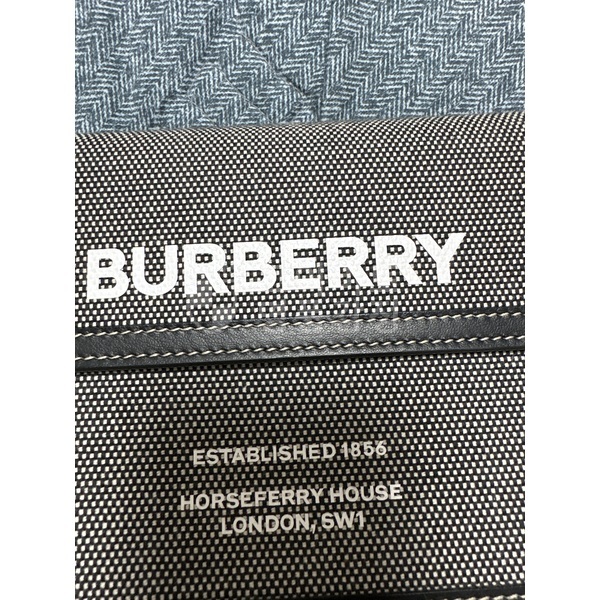 BURBERRY
ESTABLISHED 1856
HORSEFERRY HOUSE
LONDON, SW1